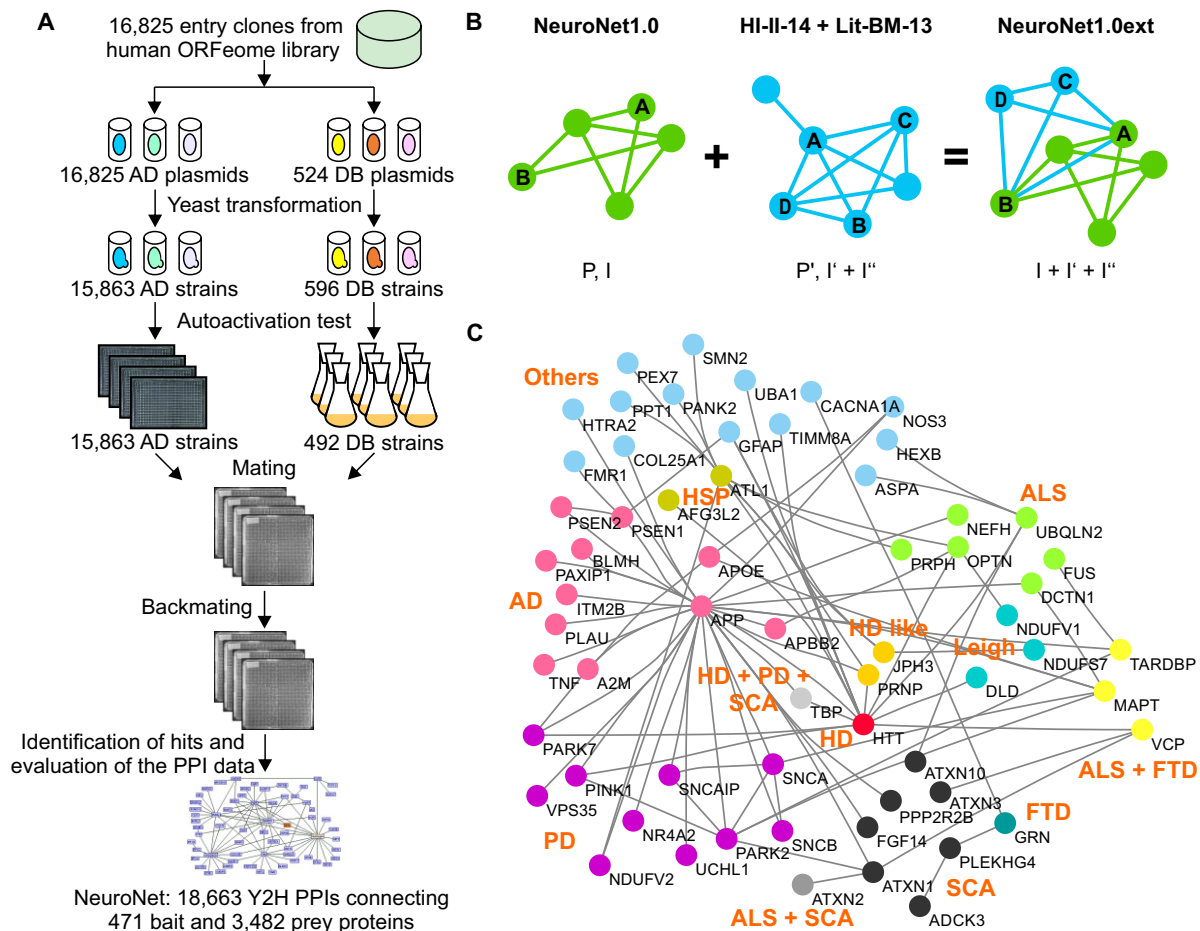 A
16,825 entry clones from
human ORFeome library
16,825 AD plasmids
524 DB plasmids
Yeast transformation
15,863 AD strains
596 DB strains
Autoactivation test
15,863 AD strains
492 DB strains
Mating
Backmating
Identification of hits and
evaluation of the PPI data
NeuroNet: 18,663 Y2H PPIs connecting
471 bait and 3,482 prey proteins
B
NeuroNet1.0
HI-II-14 + Lit-BM-13
NeuroNet1.0ext
A
B
+
A
C
D
B
=
C
D
A
B
P, I
P', I‘ + I“
I + I‘ + I“
C
Others
SMN2
PEX7
UBA1
PPT1
PANK2
CACNA1A
NOS3
HTRA2
GFAP
TIMM8A
HEXB
FMR1
COL25A1
ATL1
ASPA
HSP
AFG3L2
ALS
PSEN2
PSEN1
NEFH
UBQLN2
BLMH
PAXIP1
APOE
PRPH
OPTN
FUS
ITM2B
DCTN1
AD
PLAU
APP
APBB2
HD like
NDUFV1
Leigh
JPH3
NDUFS7
TARDBP
TNF
A2M
HD + PD +
SCA
PRNP
DLD
TBP
MAPT
HD
HTT
VCP
PARK7
ALS + FTD
PINK1
SNCAIP
SNCA
ATXN10
VPS35
ATXN3
PPP2R2B
FTD
PD
NR4A2
PARK2
SNCB
FGF14
GRN
UCHL1
PLEKHG4
NDUFV2
SCA
ATXN2
ATXN1
ALS + SCA
ADCK3